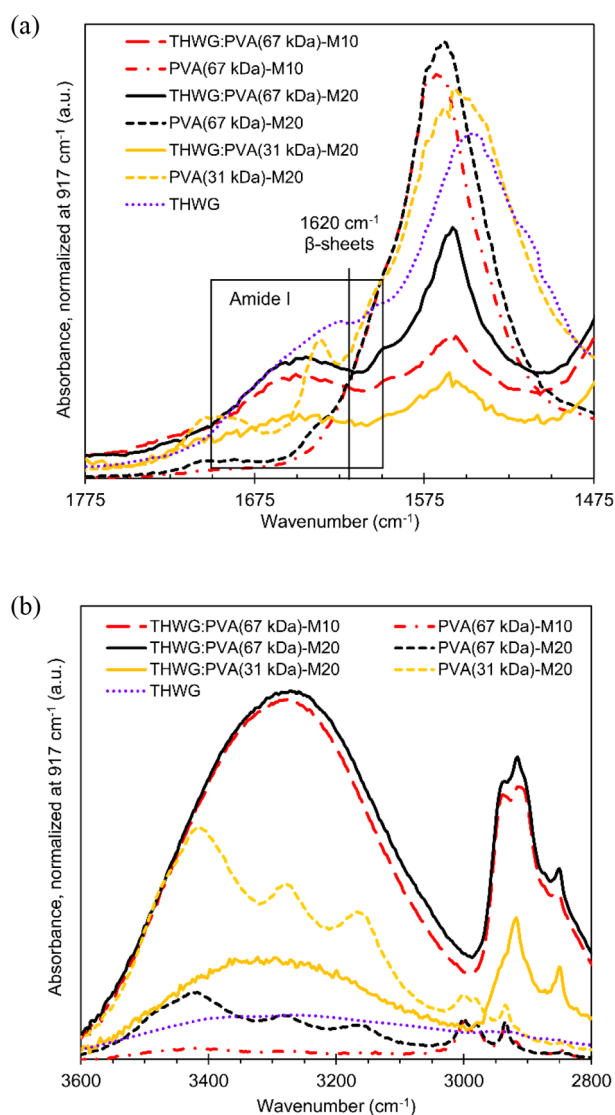 (a)
THWG:PVA(67 kDa)-M10
PVA(67 kDa)-M10
THWG:PVA(67 kDa)-M20
PVA(67 kDa)-M20
THWG:PVA(31 kDa)-M20
PVA(31 kDa)-M20
THWG
1620 cm⁻¹
β-sheets
Amide I
Absorbance, normalized at 917 cm⁻¹ (a.u.)
1775 1675 1575 1475
Wavenumber (cm⁻¹)
(b)
THWG:PVA(67 kDa)-M10 PVA(67 kDa)-M10
THWG:PVA(67 kDa)-M20 PVA(67 kDa)-M20
THWG:PVA(31 kDa)-M20 PVA(31 kDa)-M20
THWG
Absorbance, normalized at 917 cm⁻¹ (a.u.)
3600 3400 3200 3000 2800
Wavenumber (cm⁻¹)